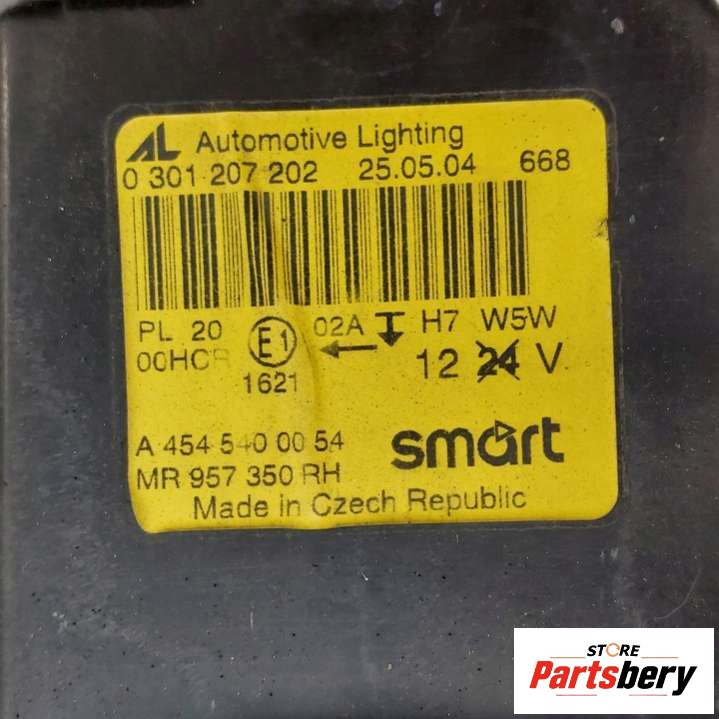 AL Automotive Lighting
0 301 207 202 25.05.04 668
PL 20 E1 02A H7 W5W
00HCR 1621 12 24 V
A 454 540 00 54 smart
MR 957 350 RH
Made in Czech Republic
STORE
Partsbery